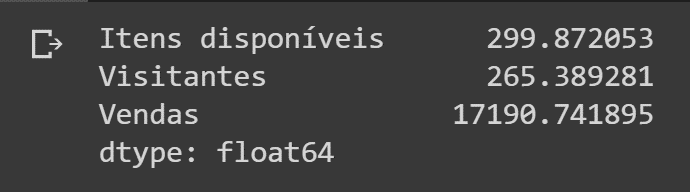 Itens disponíveis 299.872053
Visitantes 265.389281
Vendas 17190.741895
dtype: float64